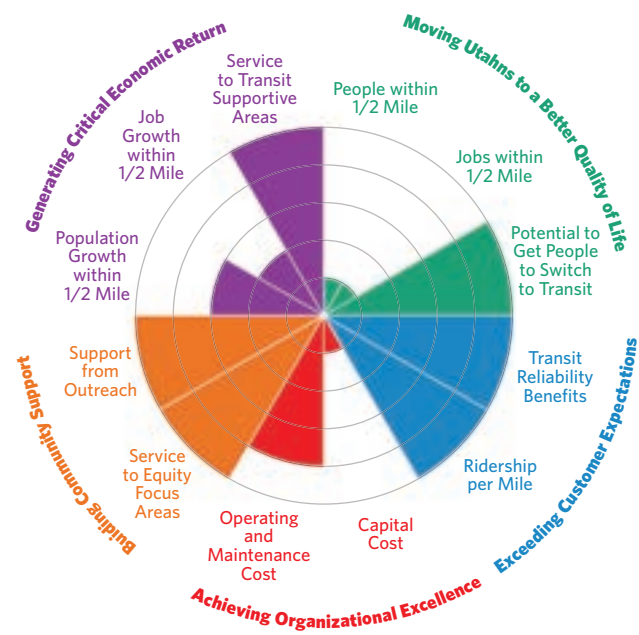 Generating Critical Economic Return
Moving Utahns to a Better Quality of Life
Service
to Transit
Supportive
Areas
People within
1/2 Mile
Job
Growth
within
1/2 Mile
Jobs within
1/2 Mile
Population
Growth
within
1/2 Mile
Potential to
Get People
to Switch
to Transit
Support
from
Outreach
Transit
Reliability
Benefits
Service
to Equity
Focus
Areas
Ridership
per Mile
Operating
and
Maintenance
Cost
Capital
Cost
Buiding Community Support
Exceeding Customer Expectations
Achieving Organizational Excellence